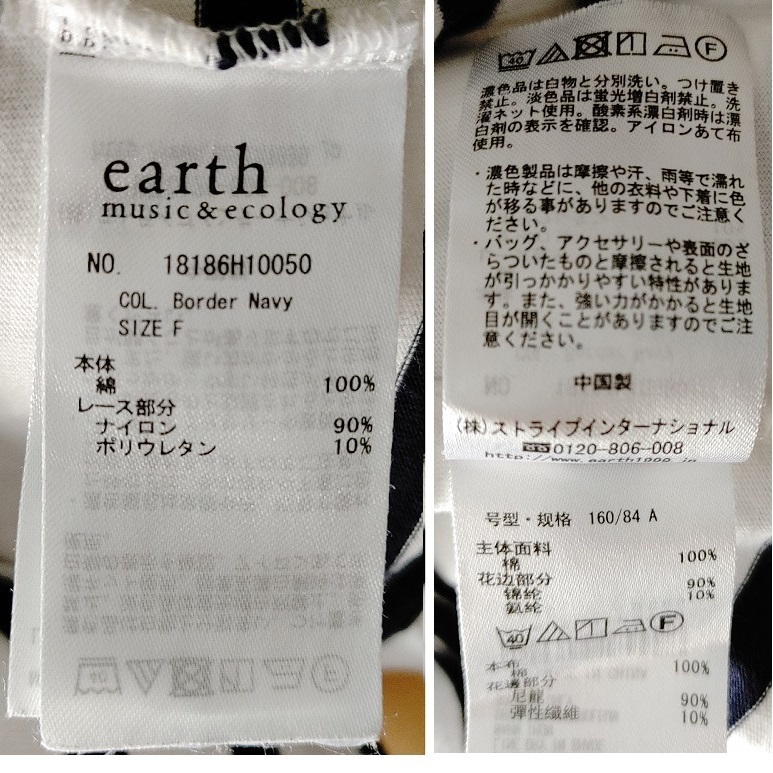 earth
music&ecology
NO. 18186H10050
COL. Border Navy
SIZE F
本体
綿 100%
レース部分
ナイロン 90%
ポリウレタン 10%
40
F
濃色品は白物と分別洗い。つけ置き
禁止。淡色品は蛍光増白剤禁止。洗
濯ネット使用。酸素系漂白剤時は漂
白剤の表示を確認。アイロンあて布
使用。
・濃色製品は摩擦や汗、雨等で濡れ
た時などに、他の衣料や下着に色
が移る事がありますのでご注意く
ださい。
・バッグ、アクセサリーや表面のざ
らついたものと摩擦されると生地
が引っかかりやすい特性がありま
す。また、強い力がかかると生地
目が開くことがありますのでご注
意ください。
中国製
(株)ストライプインターナショナル
0120-806-008
http://www.earth1999.jp
号型・规格 160/84 A
主体面料
棉 100%
花边部分
锦纶 90%
氨纶 10%
40
F
本布
棉 100%
花邊部分
尼龍 90%
彈性纖維 10%